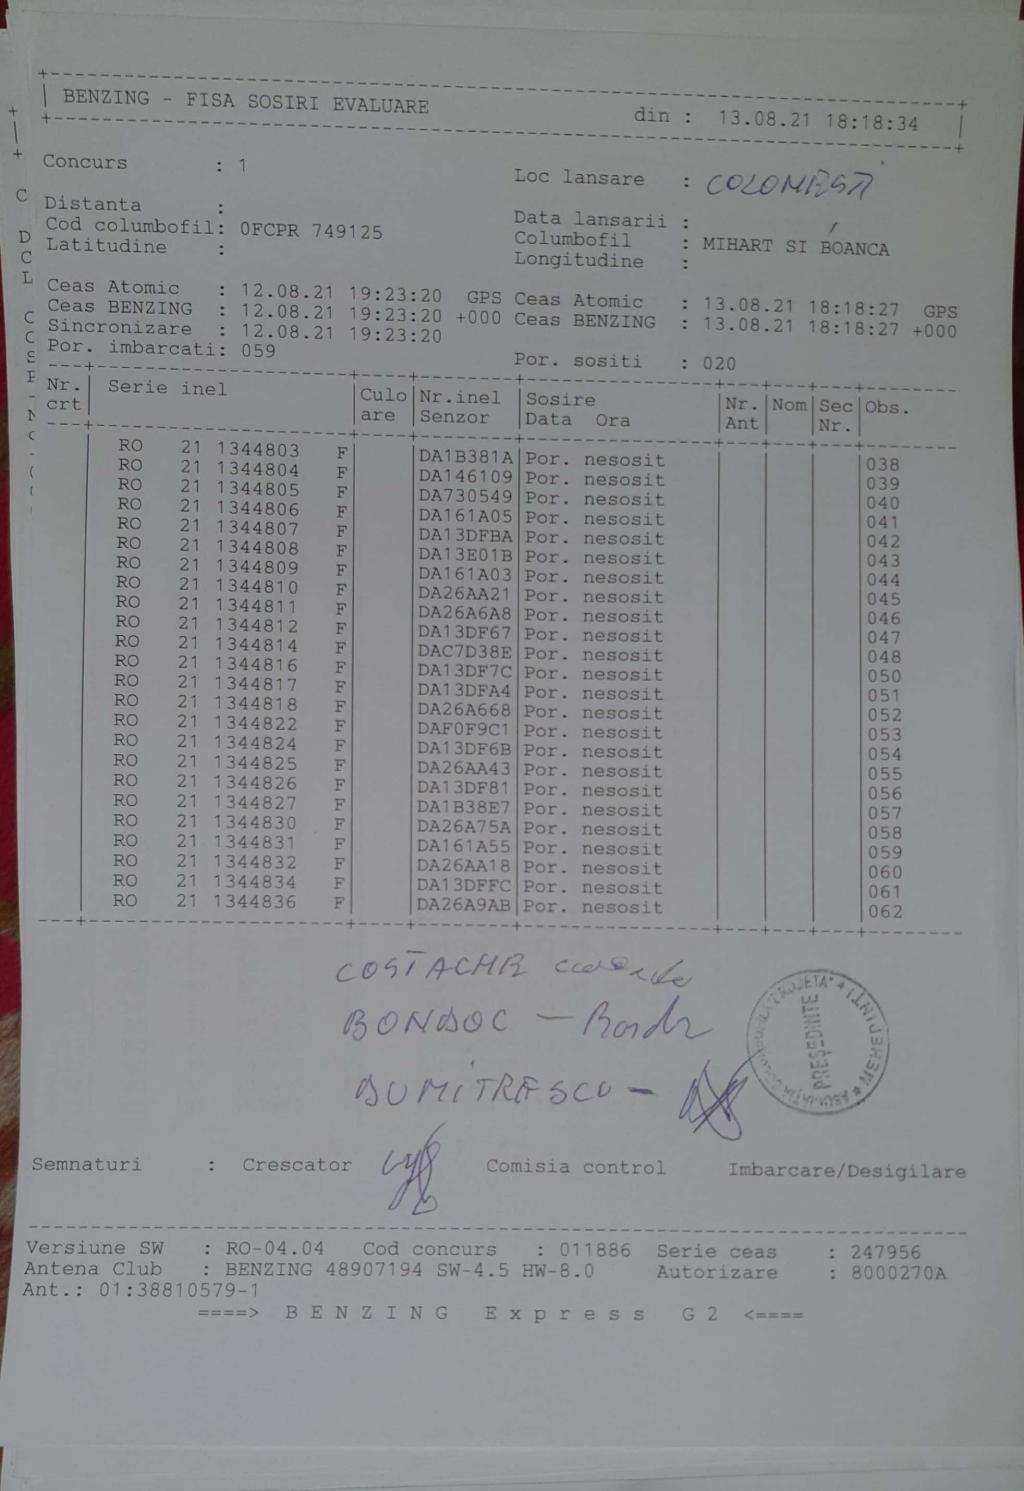 BENZING - FISA SOSIRI EVALUARE din : 13.08.21 18:18:34
Concurs : 1 Loc lansare : COLONESTI
Distanta : Data lansarii :
Cod columbofil: 0FCPR 749125 Columbofil : MIHART SI BOANCA
Latitudine : Longitudine :
Ceas Atomic : 12.08.21 19:23:20 GPS Ceas Atomic : 13.08.21 18:18:27 GPS
Ceas BENZING : 12.08.21 19:23:20 +000 Ceas BENZING : 13.08.21 18:18:27 +000
Sincronizare : 12.08.21 19:23:20
Por. imbarcati: 059 Por. sositi : 020
Nr. Serie inel Culo Nr.inel Sosire Nr. Nom Sec Obs.
crt are Senzor Data Ora Ant Nr.
RO 21 1344803 F DA1B381A Por. nesosit 038
RO 21 1344804 F DA146109 Por. nesosit 039
RO 21 1344805 F DA730549 Por. nesosit 040
RO 21 1344806 F DA161A05 Por. nesosit 041
RO 21 1344807 F DA13DFBA Por. nesosit 042
RO 21 1344808 F DA13E01B Por. nesosit 043
RO 21 1344809 F DA161A03 Por. nesosit 044
RO 21 1344810 F DA26AA21 Por. nesosit 045
RO 21 1344811 F DA26A6A8 Por. nesosit 046
RO 21 1344812 F DA13DF67 Por. nesosit 047
RO 21 1344814 F DAC7D38E Por. nesosit 048
RO 21 1344816 F DA13DF7C Por. nesosit 050
RO 21 1344817 F DA13DFA4 Por. nesosit 051
RO 21 1344818 F DA26A668 Por. nesosit 052
RO 21 1344822 F DAF0F9C1 Por. nesosit 053
RO 21 1344824 F DA13DF6B Por. nesosit 054
RO 21 1344825 F DA26AA43 Por. nesosit 055
RO 21 1344826 F DA13DF81 Por. nesosit 056
RO 21 1344827 F DA1B38E7 Por. nesosit 057
RO 21 1344830 F DA26A75A Por. nesosit 058
RO 21 1344831 F DA161A55 Por. nesosit 059
RO 21 1344832 F DA26AA18 Por. nesosit 060
RO 21 1344834 F DA13DFFC Por. nesosit 061
RO 21 1344836 F DA26A9AB Por. nesosit 062
COSTACHE
BONDOC -
DUMITRESCU -
PREȘEDINTE
MEHEDINTI
Semnaturi : Crescator Comisia control Imbarcare/Desigilare
Versiune SW : RO-04.04 Cod concurs : 011886 Serie ceas : 247956
Antena Club : BENZING 48907194 SW-4.5 HW-8.0 Autorizare : 8000270A
Ant.: 01:38810579-1
====> B E N Z I N G E x p r e s s G 2 <====